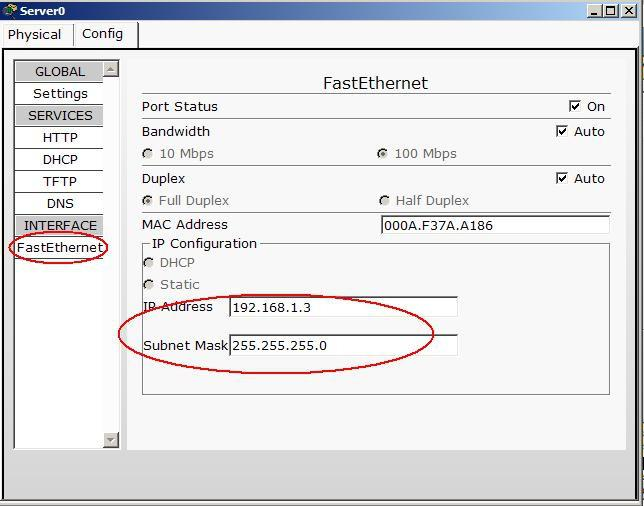 Server0
Physical
Config
GLOBAL
Settings
SERVICES
HTTP
DHCP
TFTP
DNS
INTERFACE
FastEthernet
FastEthernet
Port Status On
Bandwidth Auto
10 Mbps 100 Mbps
Duplex Auto
Full Duplex Half Duplex
MAC Address 000A.F37A.A186
IP Configuration
DHCP
Static
IP Address 192.168.1.3
Subnet Mask 255.255.255.0